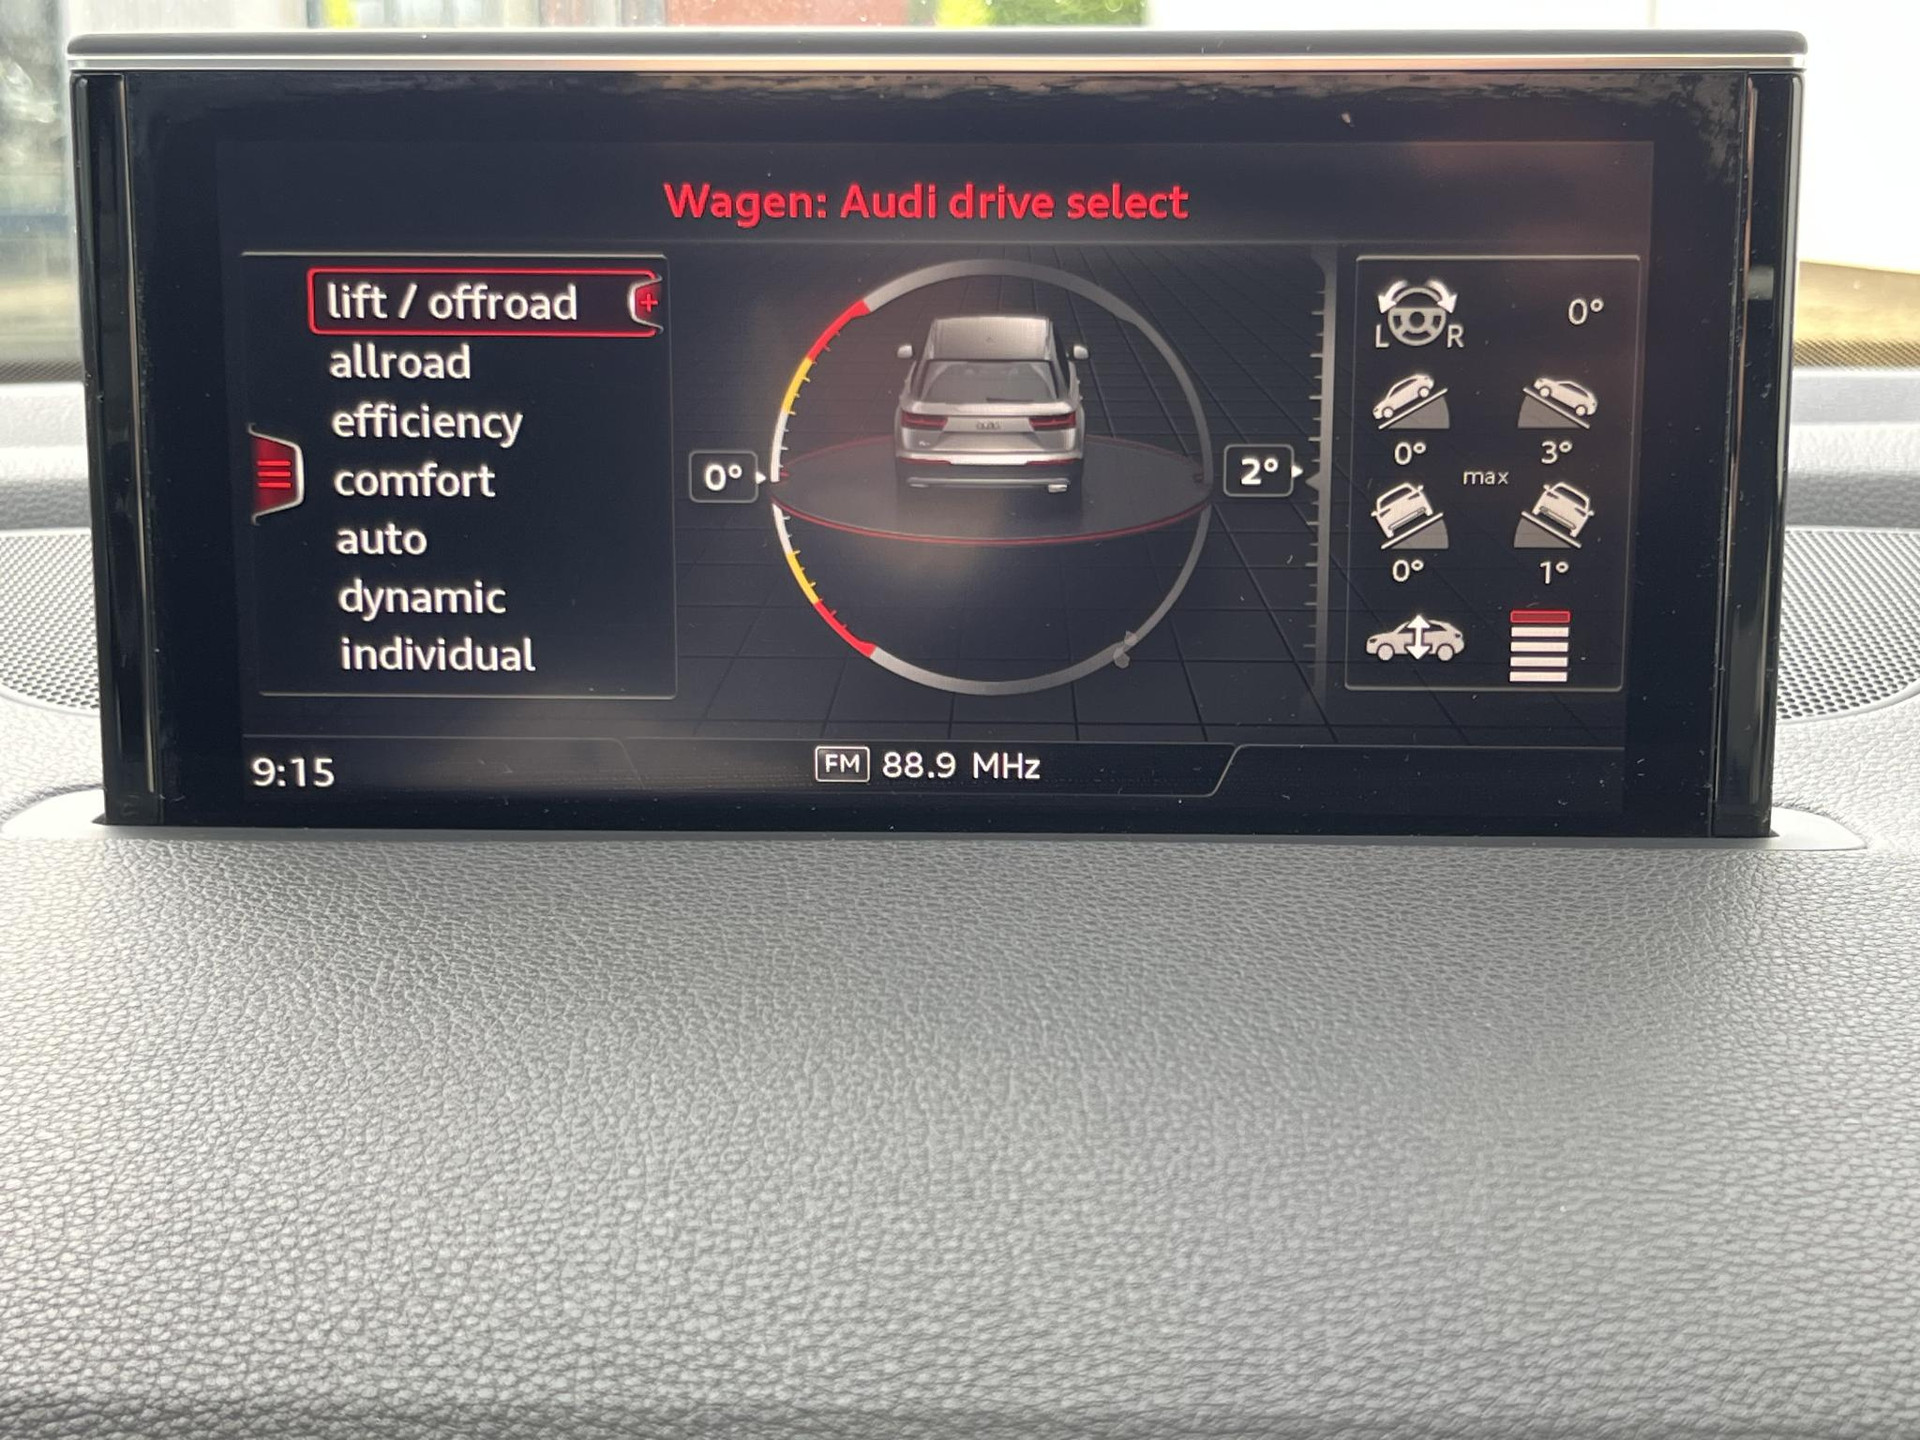 Wagen: Audi drive select
lift / offroad
allroad
efficiency
comfort
auto
dynamic
individual
0°
2°
L R 0°
0° 3°
max
0° 1°
9:15
FM 88.9 MHz